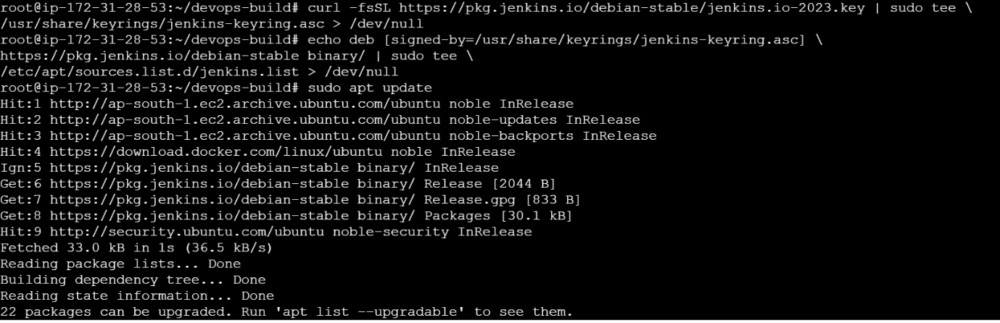 root@ip-172-31-28-53:~/devops-build# curl -fsSL https://pkg.jenkins.io/debian-stable/jenkins.io-2023.key | sudo tee \
/usr/share/keyrings/jenkins-keyring.asc > /dev/null
root@ip-172-31-28-53:~/devops-build# echo deb [signed-by=/usr/share/keyrings/jenkins-keyring.asc] \
https://pkg.jenkins.io/debian-stable binary/ | sudo tee \
/etc/apt/sources.list.d/jenkins.list > /dev/null
root@ip-172-31-28-53:~/devops-build# sudo apt update
Hit:1 http://ap-south-1.ec2.archive.ubuntu.com/ubuntu noble InRelease
Hit:2 http://ap-south-1.ec2.archive.ubuntu.com/ubuntu noble-updates InRelease
Hit:3 http://ap-south-1.ec2.archive.ubuntu.com/ubuntu noble-backports InRelease
Hit:4 https://download.docker.com/linux/ubuntu noble InRelease
Ign:5 https://pkg.jenkins.io/debian-stable binary/ InRelease
Get:6 https://pkg.jenkins.io/debian-stable binary/ Release [2044 B]
Get:7 https://pkg.jenkins.io/debian-stable binary/ Release.gpg [833 B]
Get:8 https://pkg.jenkins.io/debian-stable binary/ Packages [30.1 kB]
Hit:9 http://security.ubuntu.com/ubuntu noble-security InRelease
Fetched 33.0 kB in 1s (36.5 kB/s)
Reading package lists... Done
Building dependency tree... Done
Reading state information... Done
22 packages can be upgraded. Run 'apt list --upgradable' to see them.